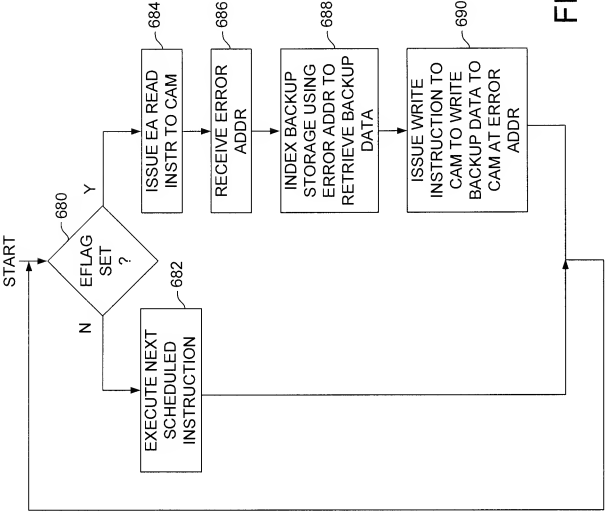 START
680
EFLAG
SET
?
N
Y
682
EXECUTE NEXT
SCHEDULED
INSTRUCTION
684
ISSUE EA READ
INSTR TO CAM
686
RECEIVE ERROR
ADDR
688
INDEX BACKUP
STORAGE USING
ERROR ADDR TO
RETRIEVE BACKUP
DATA
690
ISSUE WRITE
INSTRUCTION TO
CAM TO WRITE
BACKUP DATA TO
CAM AT ERROR
ADDR